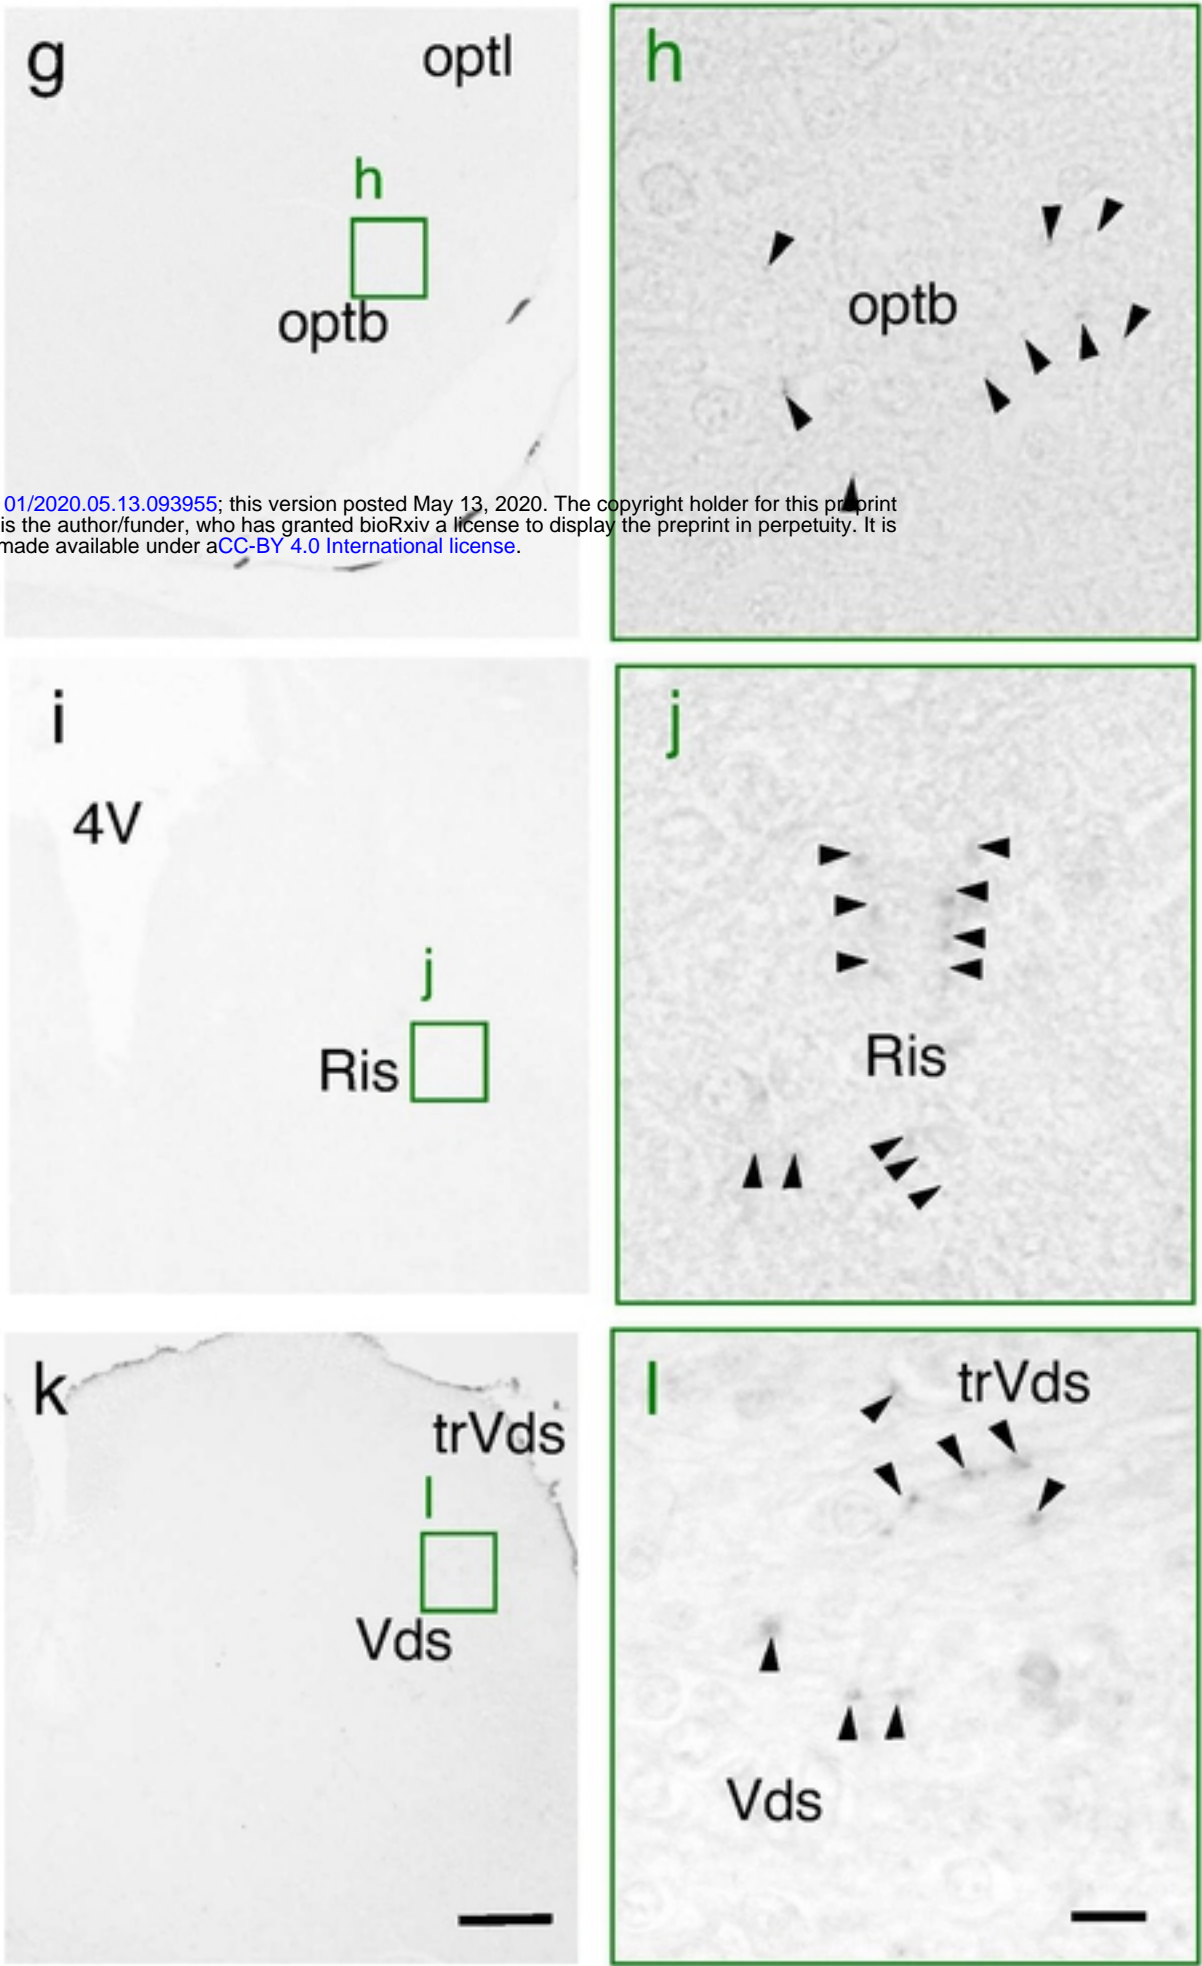 g
optl
h
optb
h
optb
01/2020.05.13.093955; this version posted May 13, 2020. The copyright holder for this preprint
is the author/funder, who has granted bioRxiv a license to display the preprint in perpetuity. It is
made available under aCC-BY 4.0 International license.
i
4V
j
Ris
j
Ris
k
trVds
l
Vds
l
trVds
Vds